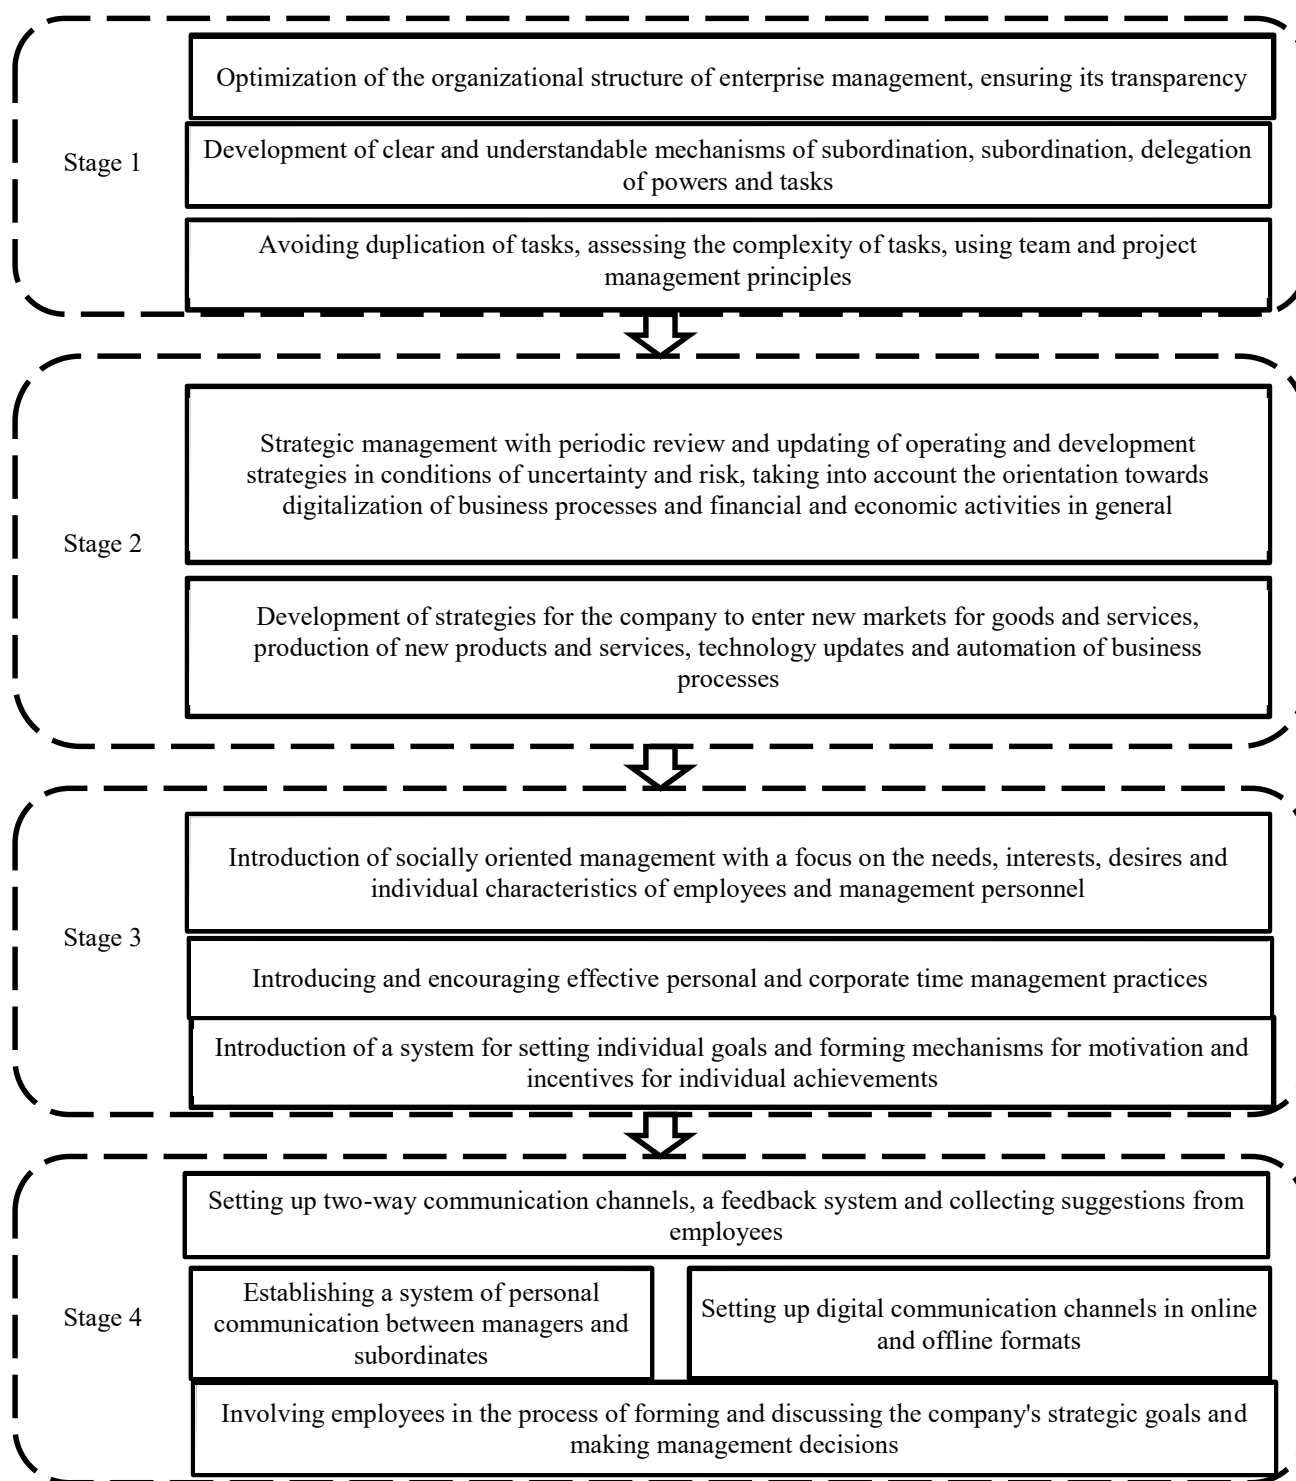 Optimization of the organizational structure of enterprise management, ensuring its transparency
Stage 1
Development of clear and understandable mechanisms of subordination, subordination, delegation
of powers and tasks
Avoiding duplication of tasks, assessing the complexity of tasks, using team and project
management principles
Stage 2
Strategic management with periodic review and updating of operating and development
strategies in conditions of uncertainty and risk, taking into account the orientation towards
digitalization of business processes and financial and economic activities in general
Development of strategies for the company to enter new markets for goods and services,
production of new products and services, technology updates and automation of business
processes
Stage 3
Introduction of socially oriented management with a focus on the needs, interests, desires and
individual characteristics of employees and management personnel
Introducing and encouraging effective personal and corporate time management practices
Introduction of a system for setting individual goals and forming mechanisms for motivation and
incentives for individual achievements
Stage 4
Setting up two-way communication channels, a feedback system and collecting suggestions from
employees
Establishing a system of personal
communication between managers and
subordinates
Setting up digital communication channels in online
and offline formats
Involving employees in the process of forming and discussing the company's strategic goals and
making management decisions